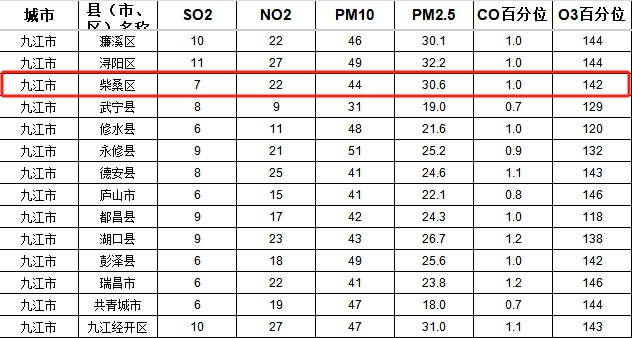 城市 县（市、区）名称 SO2 NO2 PM10 PM2.5 CO百分位 O3百分位
九江市 濂溪区 10 22 46 30.1 1.0 144
九江市 浔阳区 11 27 49 32.2 1.0 144
九江市 柴桑区 7 22 44 30.6 1.0 142
九江市 武宁县 8 9 31 19.0 0.7 129
九江市 修水县 6 11 48 21.6 1.0 120
九江市 永修县 9 21 51 25.2 0.9 132
九江市 德安县 8 25 41 24.6 1.1 143
九江市 庐山市 6 15 41 22.1 0.8 146
九江市 都昌县 9 17 42 24.3 1.0 118
九江市 湖口县 9 23 43 26.7 1.2 138
九江市 彭泽县 6 18 49 25.6 1.0 142
九江市 瑞昌市 6 22 41 23.8 1.2 146
九江市 共青城市 6 19 47 18.0 0.7 144
九江市 九江经开区 10 27 47 31.0 1.1 143